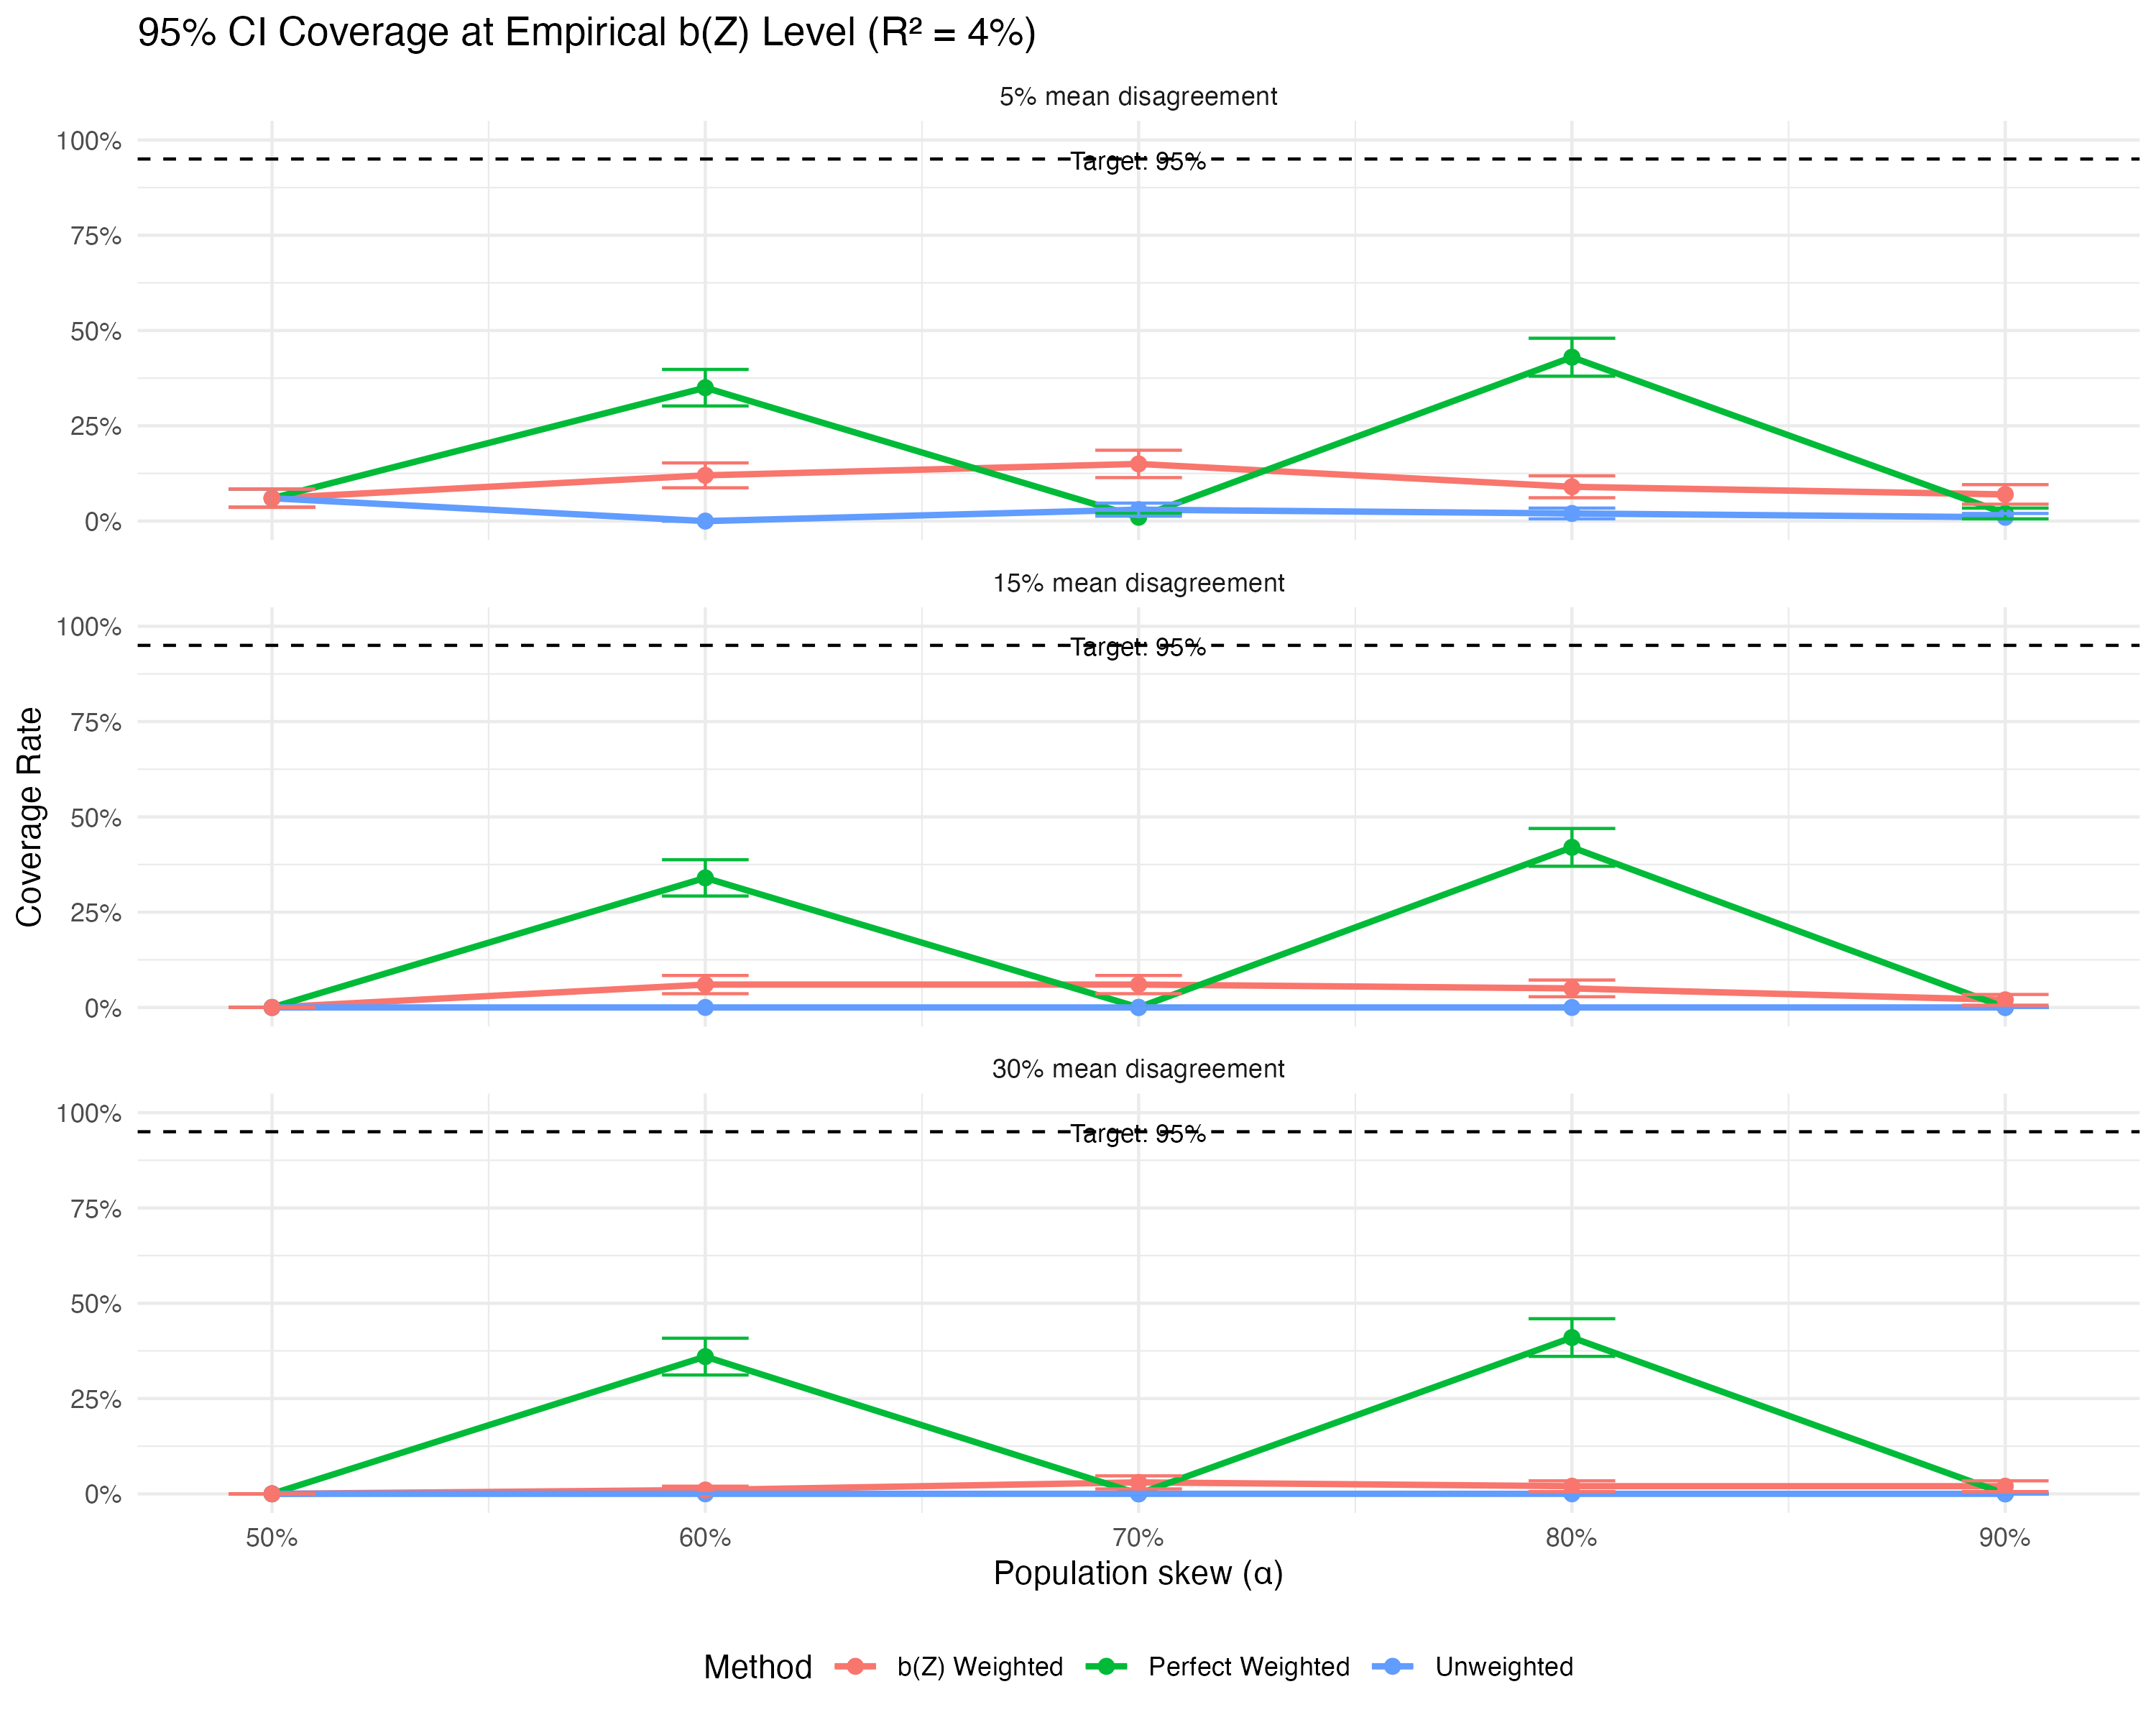 95% CI Coverage at Empirical b(Z) Level (R² = 4%)
5% mean disagreement
100%
Target: 95%
75%
50%
25%
0%
15% mean disagreement
100%
Target: 95%
75%
50%
25%
0%
Coverage Rate
30% mean disagreement
100%
Target: 95%
75%
50%
25%
0%
50% 60% 70% 80% 90%
Population skew (α)
Method b(Z) Weighted Perfect Weighted Unweighted